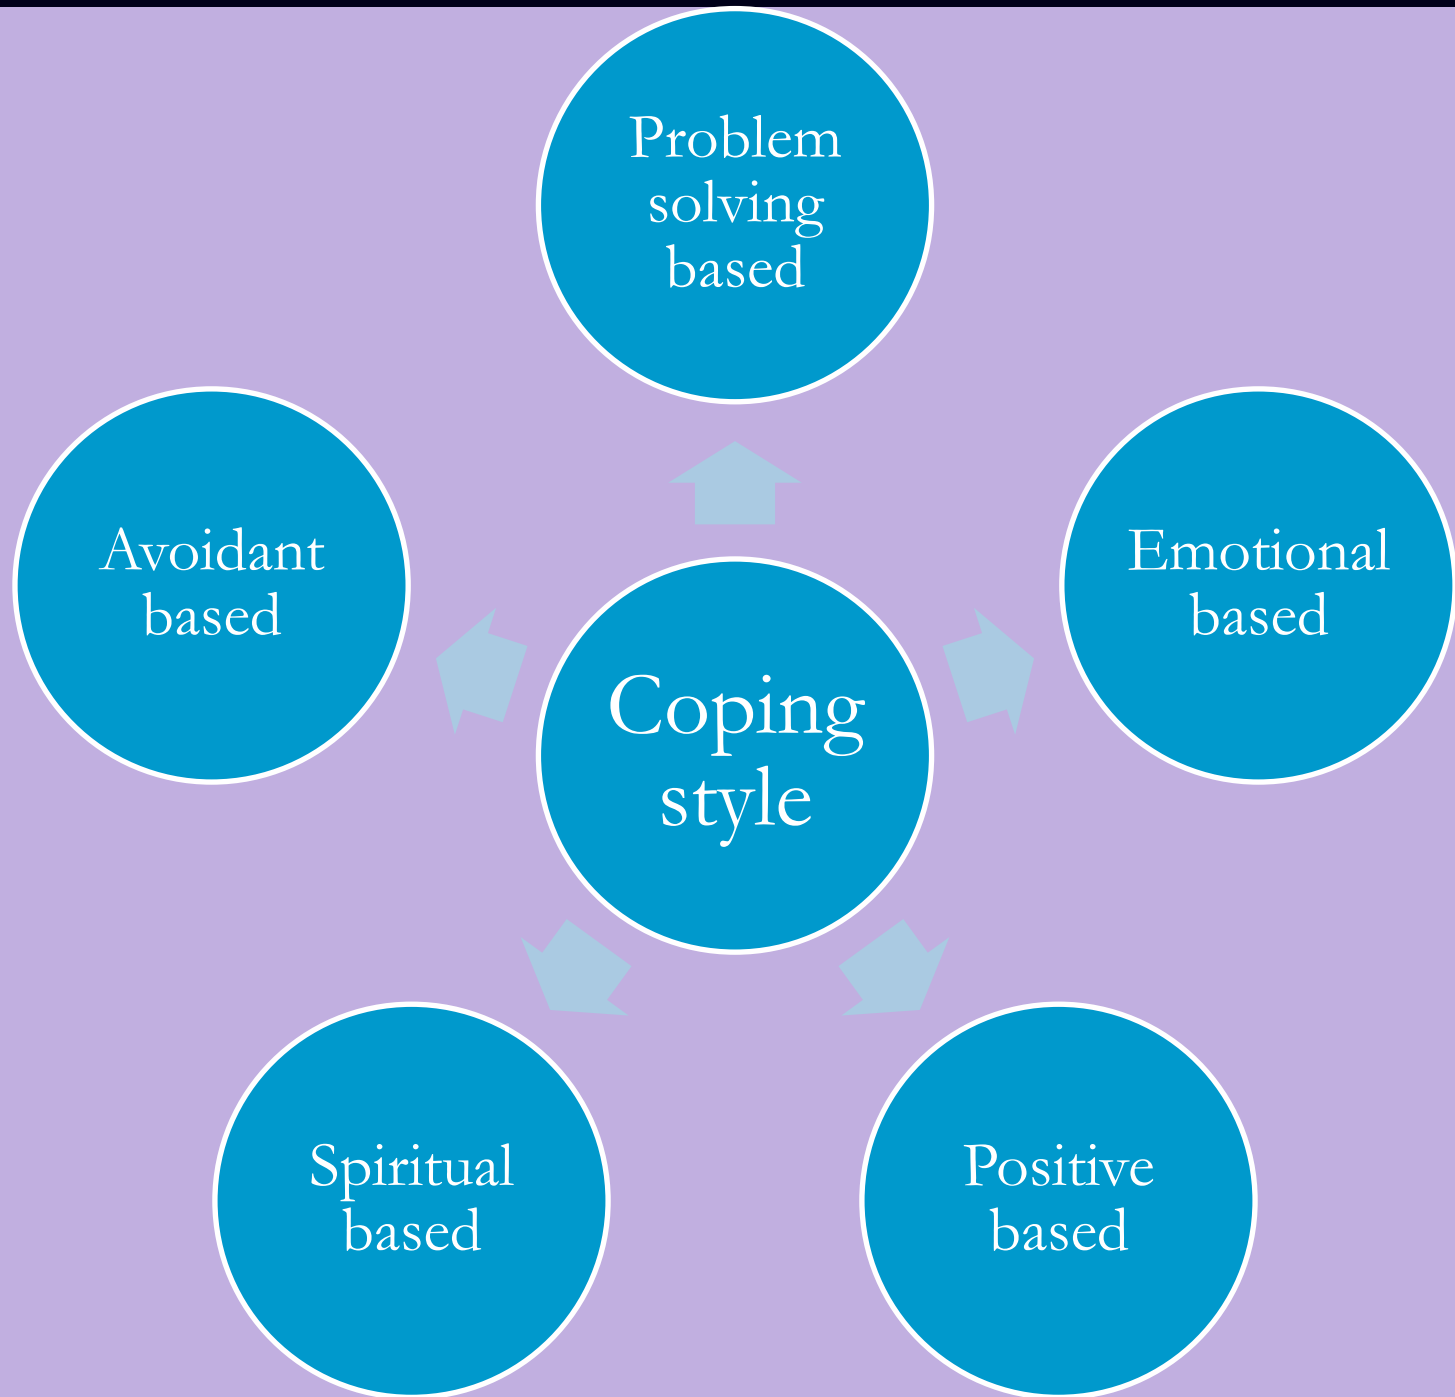 Problem
solving
based
Avoidant
based
Emotional
based
Coping
style
Spiritual
based
Positive
based